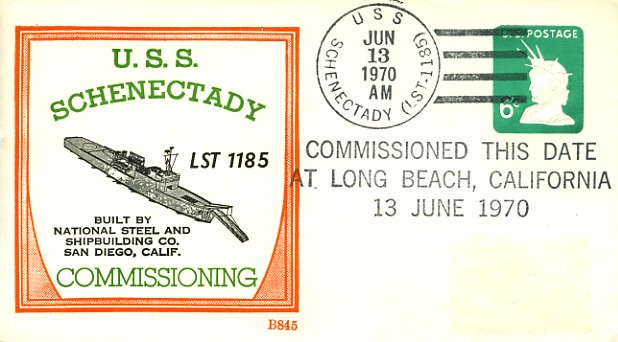 U. S. S.
SCHENECTADY
LST 1185
BUILT BY
NATIONAL STEEL AND
SHIPBUILDING CO.
SAN DIEGO, CALIF.
COMMISSIONING
B845
USS
SCHENECTADY (LST-1185)
JUN
13
1970
AM
U.S. POSTAGE
6¢
COMMISSIONED THIS DATE
AT LONG BEACH, CALIFORNIA
13 JUNE 1970